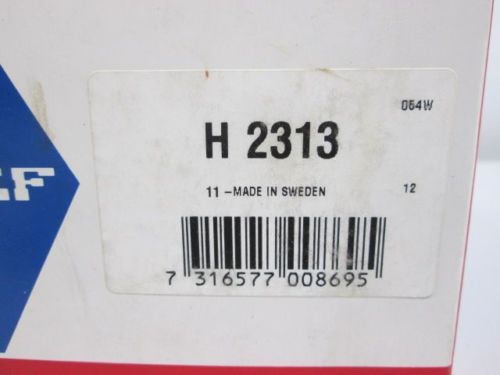 064W
H 2313
11 -MADE IN SWEDEN 12
7 316577 008695